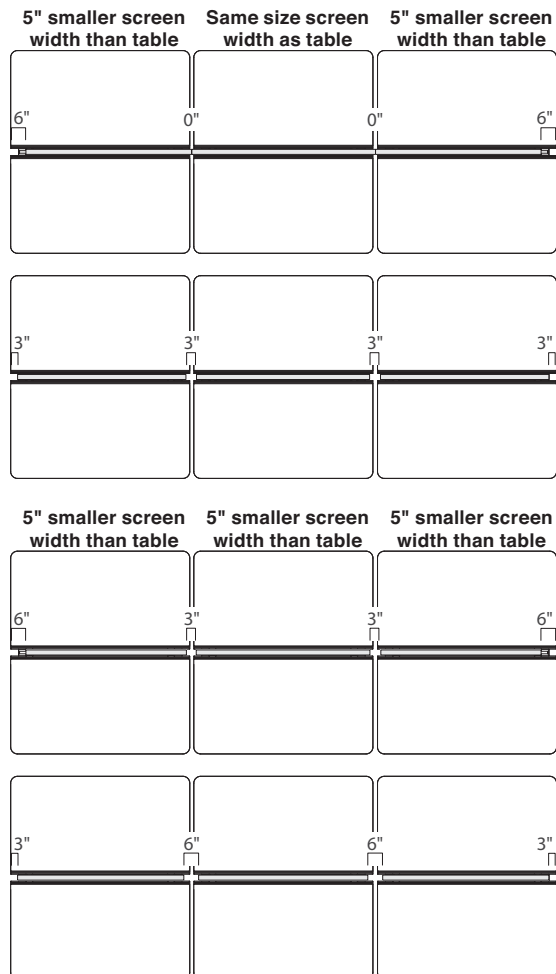 5" smaller screen
width than table
Same size screen
width as table
5" smaller screen
width than table
6" 0" 0" 6"
3" 3" 3" 3"
5" smaller screen
width than table
5" smaller screen
width than table
5" smaller screen
width than table
6" 3" 3" 6"
3" 6" 6" 3"